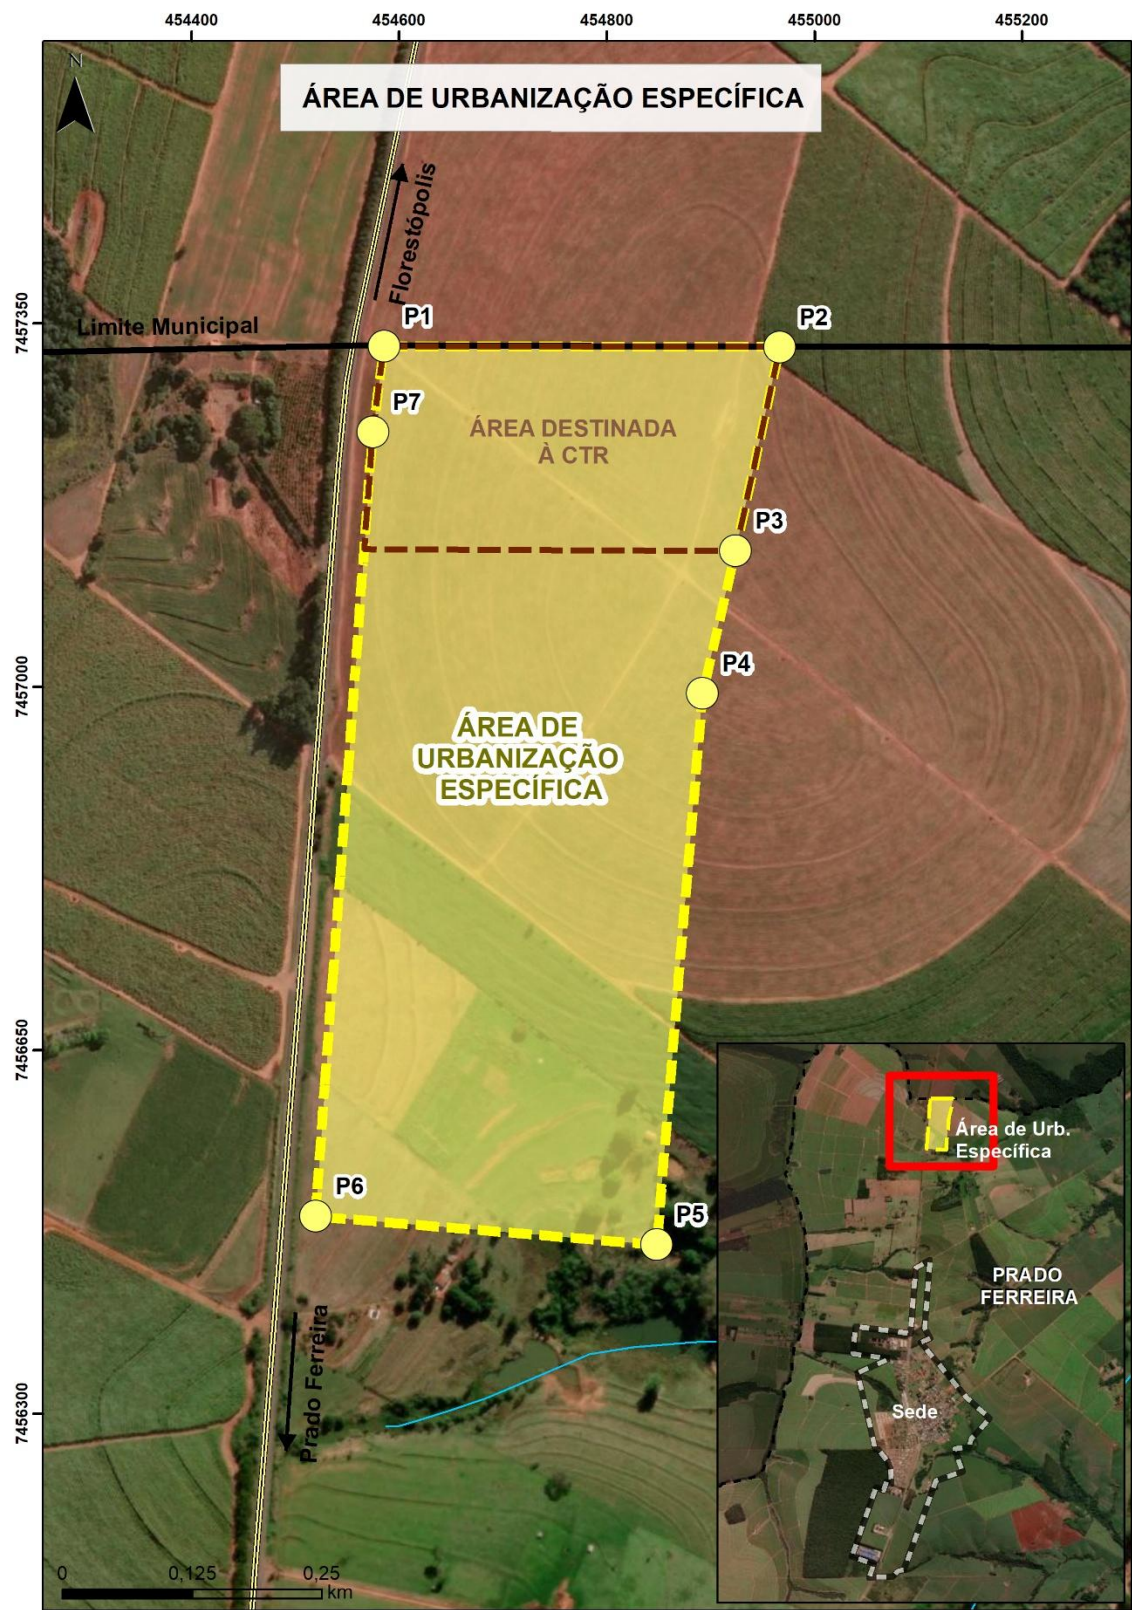 454400 454600 454800 455000 455200
N
ÁREA DE URBANIZAÇÃO ESPECÍFICA
Florestópolis
7457350
Limite Municipal
P1
P2
P7
ÁREA DESTINADA
À CTR
P3
7457000
P4
ÁREA DE
URBANIZAÇÃO
ESPECÍFICA
7456650
Área de Urb.
Específica
P6
P5
PRADO
FERREIRA
Prado Ferreira
7456300
Sede
0 0,125 0,25
km